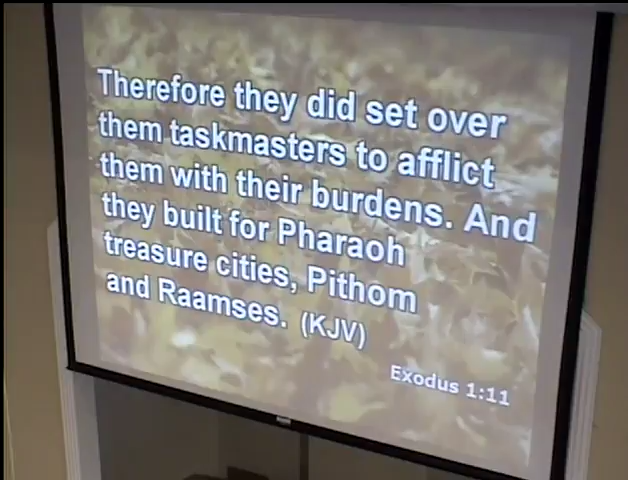 Therefore they did set over
them taskmasters to afflict
them with their burdens. And
they built for Pharaoh
treasure cities, Pithom
and Raamses. (KJV)
Exodus 1:11